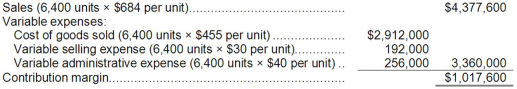 Sales (6,400 units × $684 per unit)........................................ $4,377,600
Variable expenses:
Cost of goods sold (6,400 units × $455 per unit)................... $2,912,000
Variable selling expense (6,400 units × $30 per unit)............. 192,000
Variable administrative expense (6,400 units × $40 per unit).. 256,000 3,360,000
Contribution margin............................................................. $1,017,600